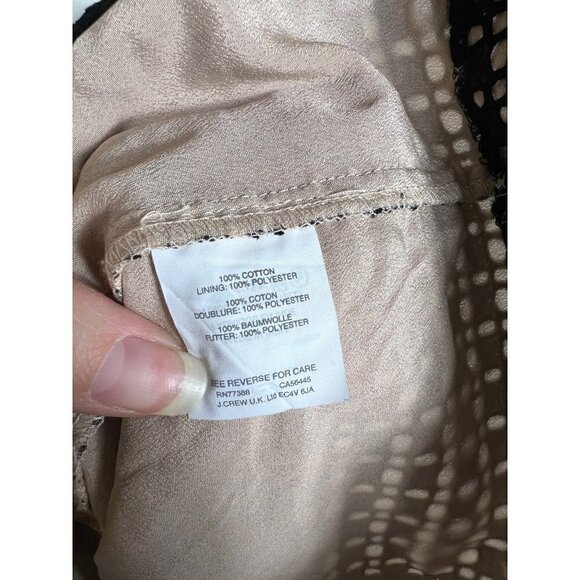 100% COTTON
LINING: 100% POLYESTER
100% COTON
DOUBLURE: 100% POLYESTER
100% BAUMWOLLE
FUTTER: 100% POLYESTER
SEE REVERSE FOR CARE
RN77388 CA56445
J.CREW U.K. Ltd EC4V 6JA